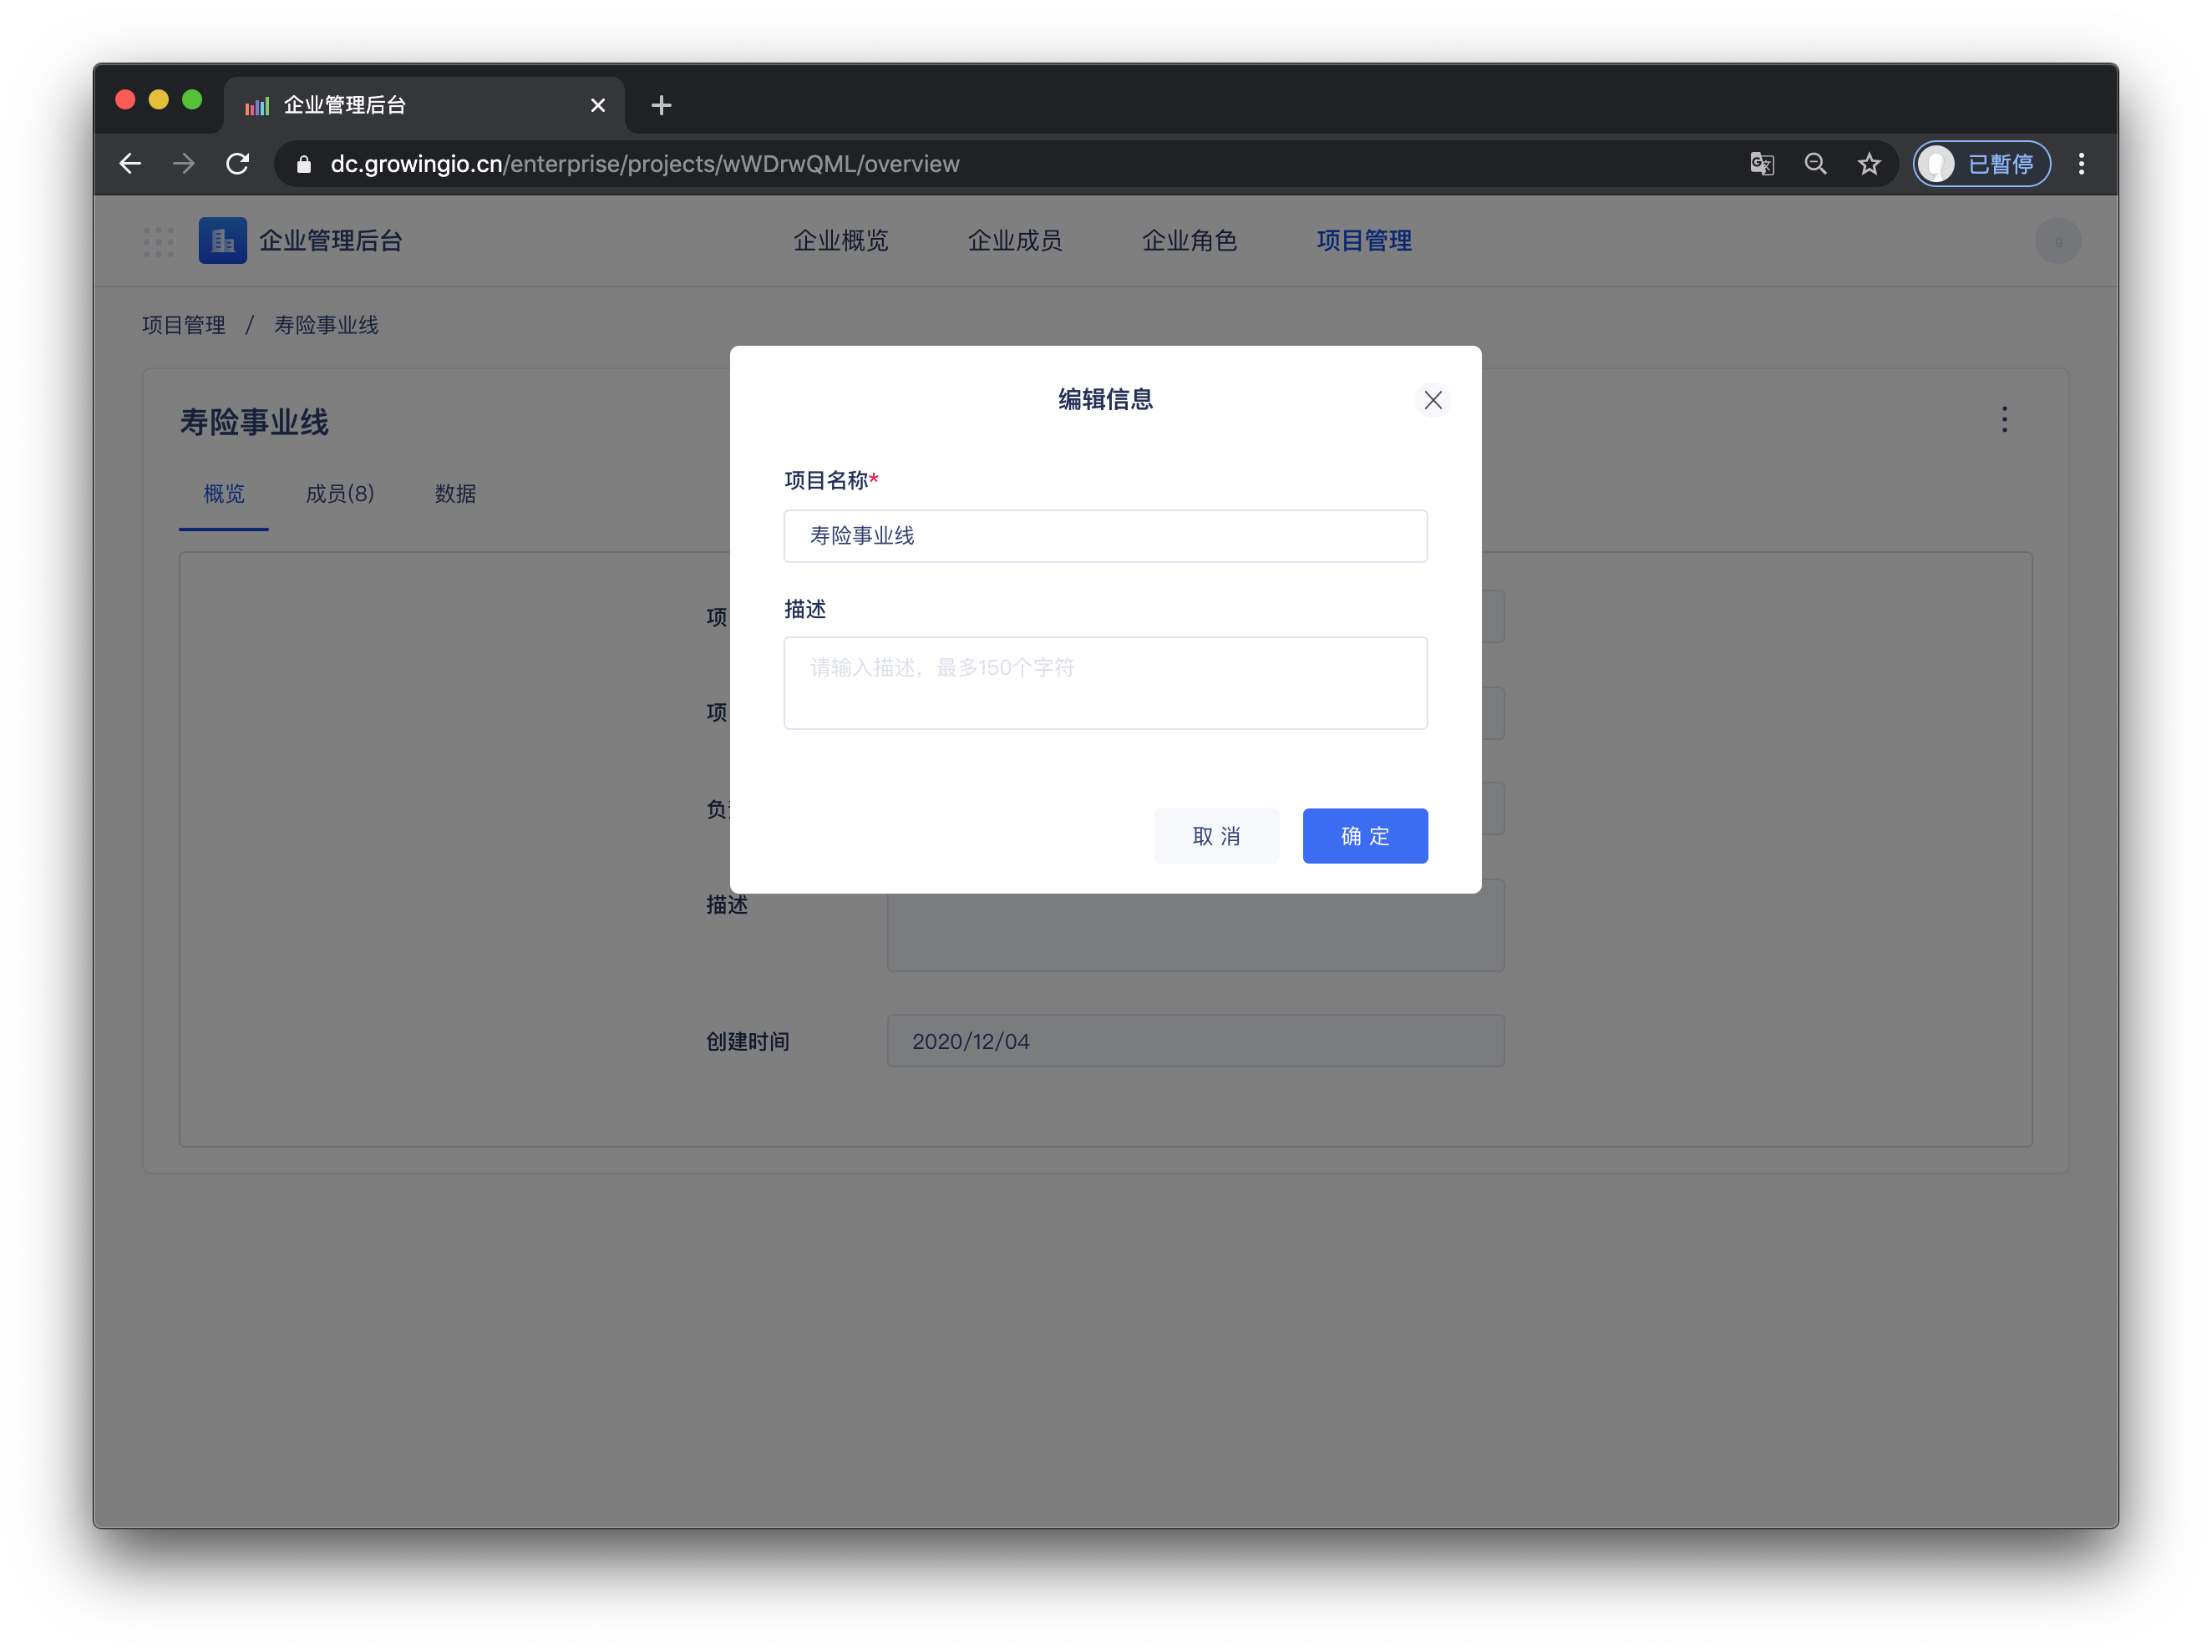 企业管理后台
dc.growingio.cn/enterprise/projects/wWDrwQML/overview
已暂停
企业管理后台 企业概览 企业成员 企业角色 项目管理 g
项目管理 / 寿险事业线
寿险事业线
概览 成员(8) 数据
编辑信息
项目名称*
寿险事业线
描述
请输入描述，最多150个字符
取 消 确 定
项
项
负
描述
创建时间 2020/12/04